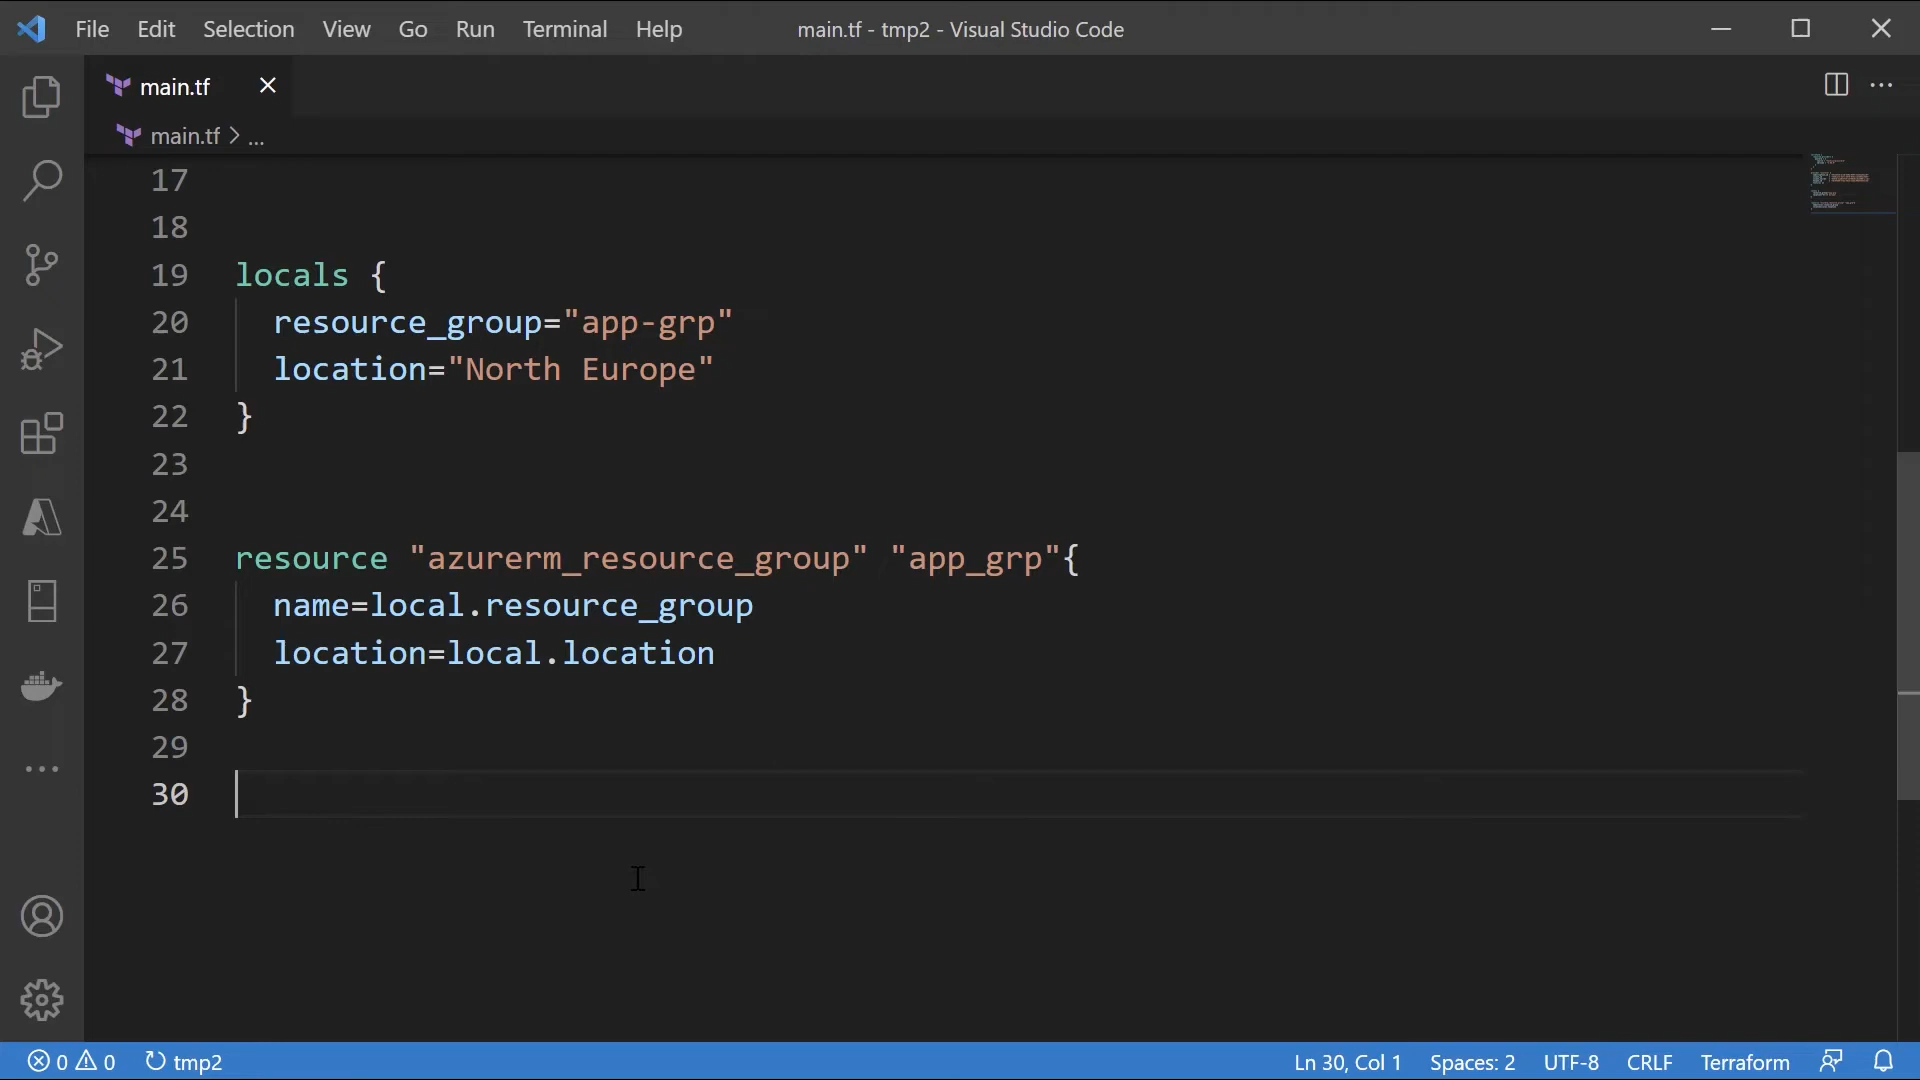 File Edit Selection View Go Run Terminal Help main.tf - tmp2 - Visual Studio Code
main.tf
main.tf > ...
17
18
19 locals {
20 resource_group="app-grp"
21 location="North Europe"
22 }
23
24
25 resource "azurerm_resource_group" "app_grp"{
26 name=local.resource_group
27 location=local.location
28 }
29
30
0 0 tmp2 Ln 30, Col 1 Spaces: 2 UTF-8 CRLF Terraform